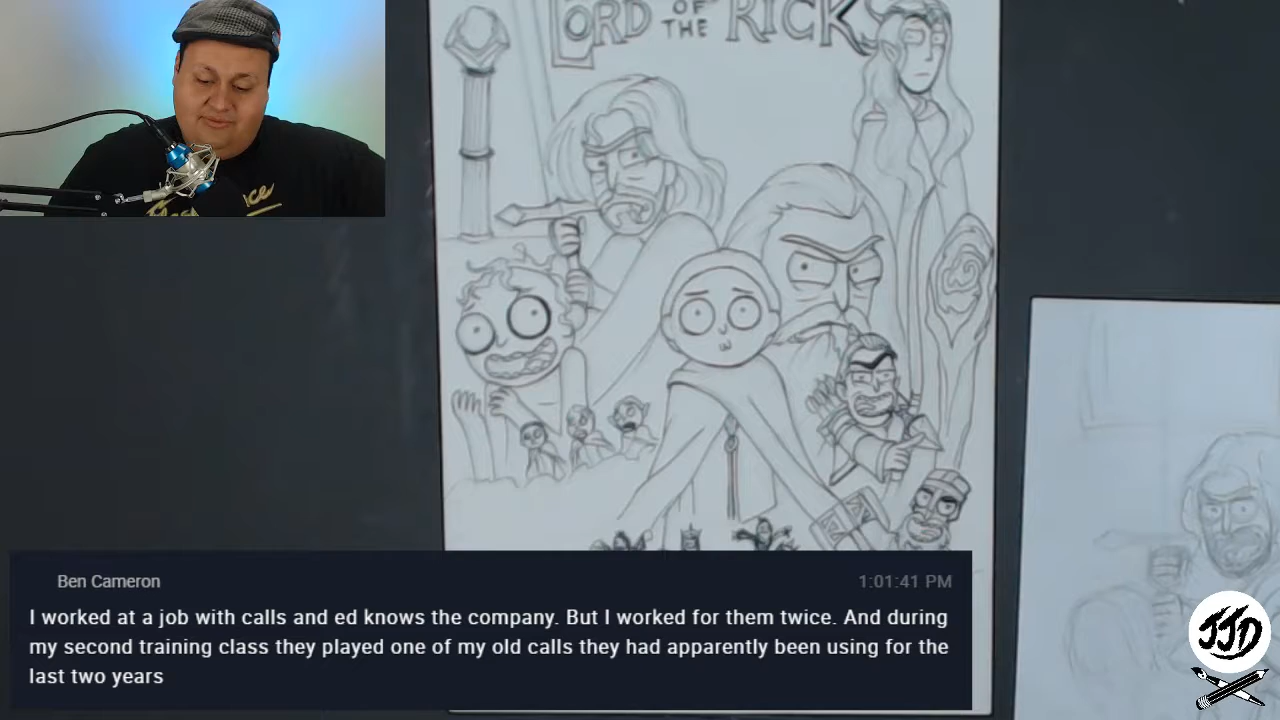 LORD OF THE RICK
Ben Cameron
1:01:41 PM
I worked at a job with calls and ed knows the company. But I worked for them twice. And during
my second training class they played one of my old calls they had apparently been using for the
last two years
JJD